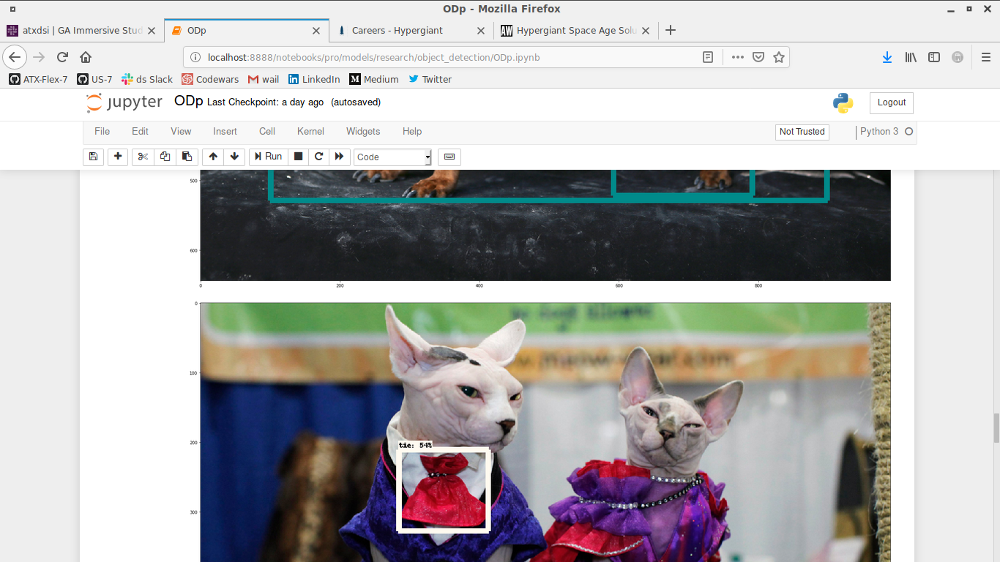 ODp - Mozilla Firefox
atxdsi | GA Immersive Stud
ODp
Careers - Hypergiant
AW Hypergiant Space Age Solu
localhost:8888/notebooks/pro/models/research/object_detection/ODp.ipynb
ATX-Flex-7 US-7 ds Slack Codewars wail LinkedIn Medium Twitter
jupyter ODp Last Checkpoint: a day ago (autosaved) Logout
File Edit View Insert Cell Kernel Widgets Help Not Trusted Python 3
Run Code
500
600
0 200 400 600 800
0
100
200
300
tie: 54%